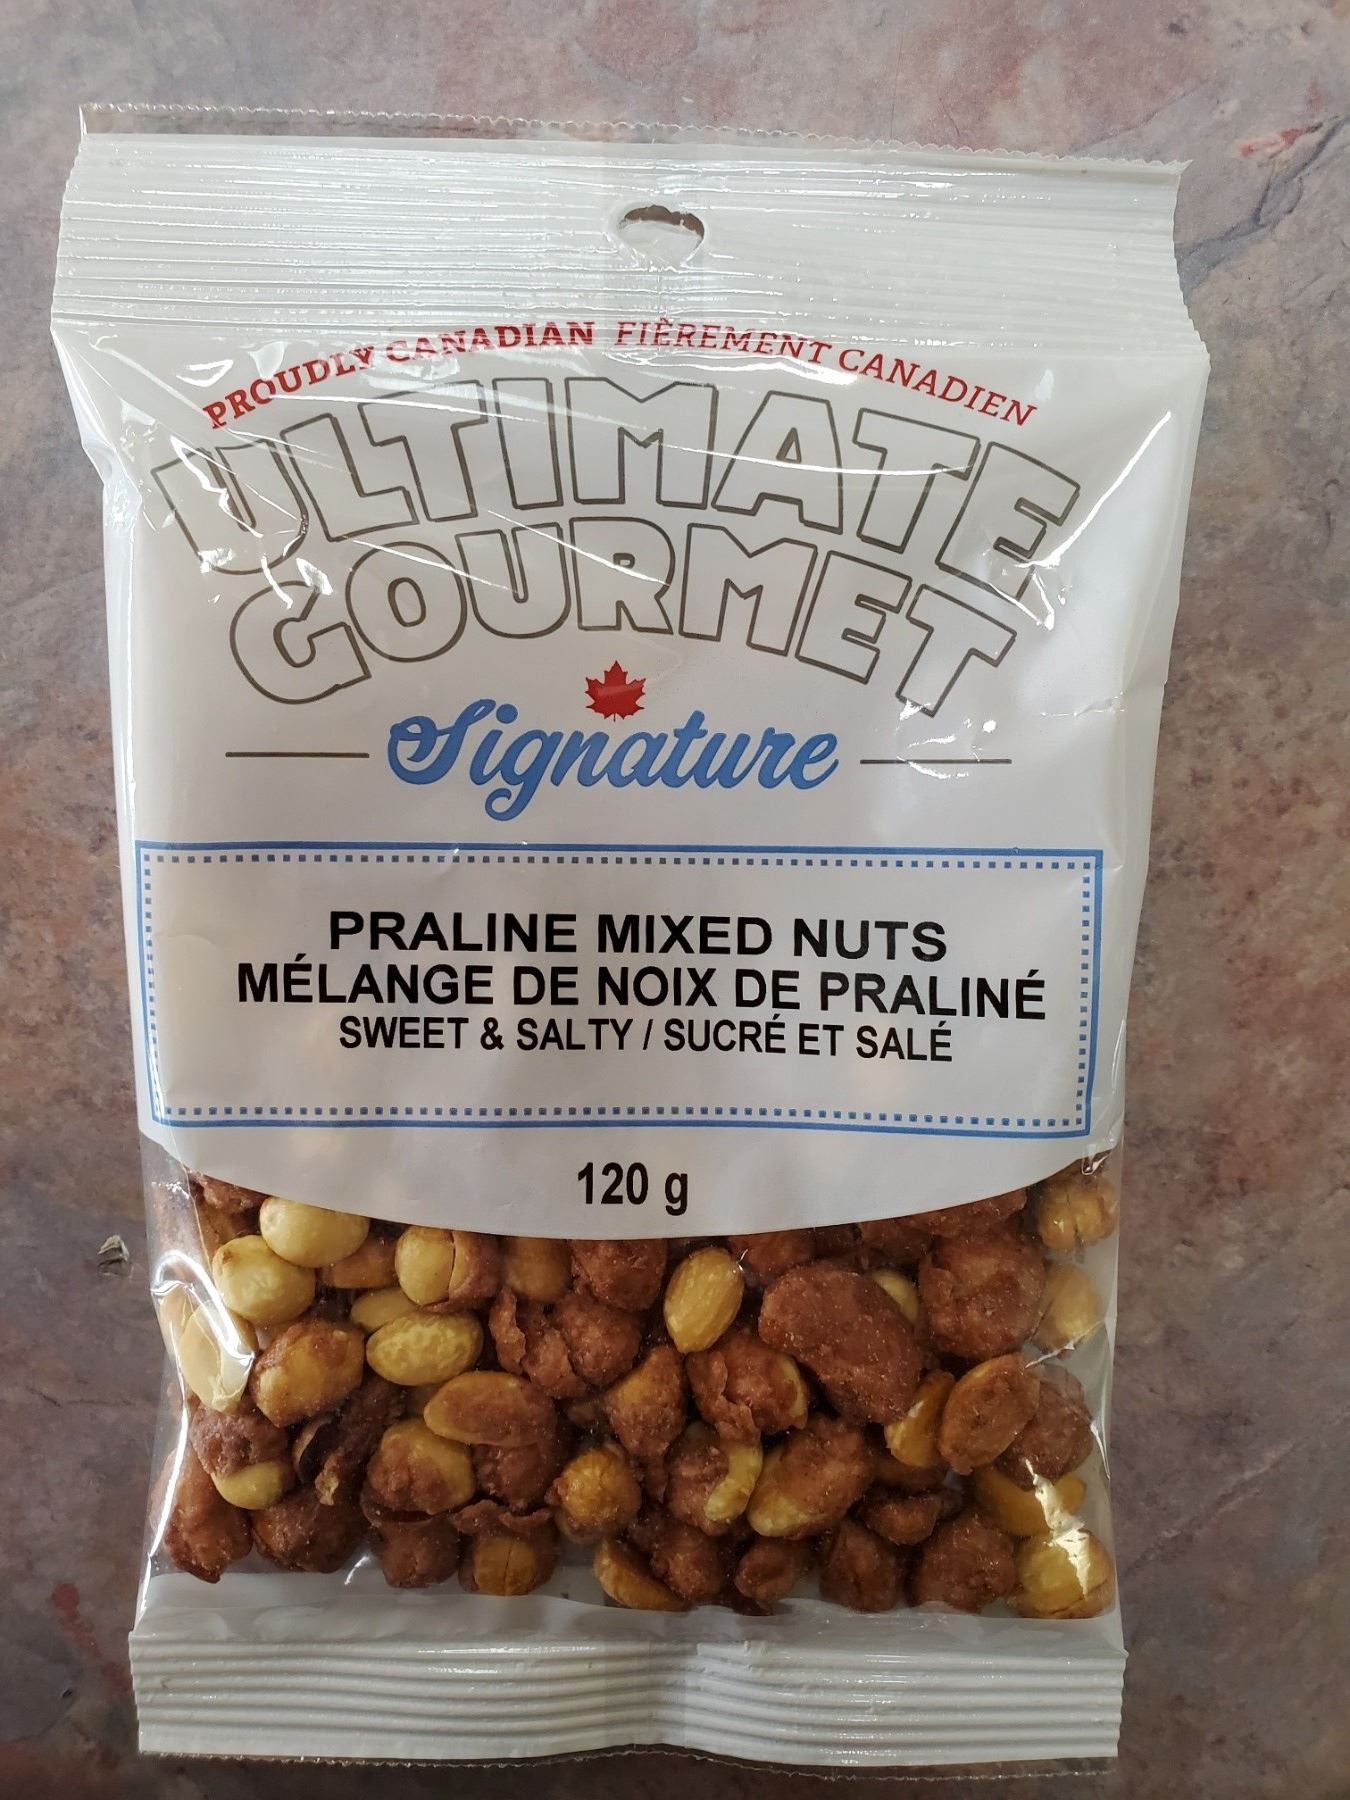 PROUDLY CANADIAN FIÈREMENT CANADIEN
ULTIMATE
GOURMET
Signature
PRALINE MIXED NUTS
MÉLANGE DE NOIX DE PRALINÉ
SWEET & SALTY / SUCRÉ ET SALÉ
120 g